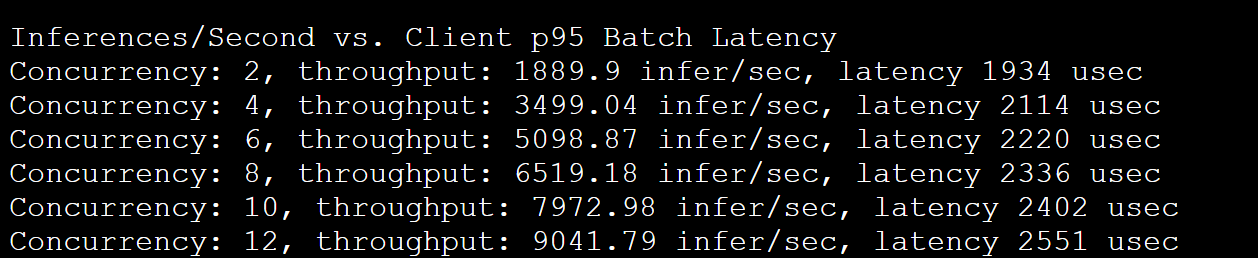 Inferences/Second vs. Client p95 Batch Latency
Concurrency: 2, throughput: 1889.9 infer/sec, latency 1934 usec
Concurrency: 4, throughput: 3499.04 infer/sec, latency 2114 usec
Concurrency: 6, throughput: 5098.87 infer/sec, latency 2220 usec
Concurrency: 8, throughput: 6519.18 infer/sec, latency 2336 usec
Concurrency: 10, throughput: 7972.98 infer/sec, latency 2402 usec
Concurrency: 12, throughput: 9041.79 infer/sec, latency 2551 usec